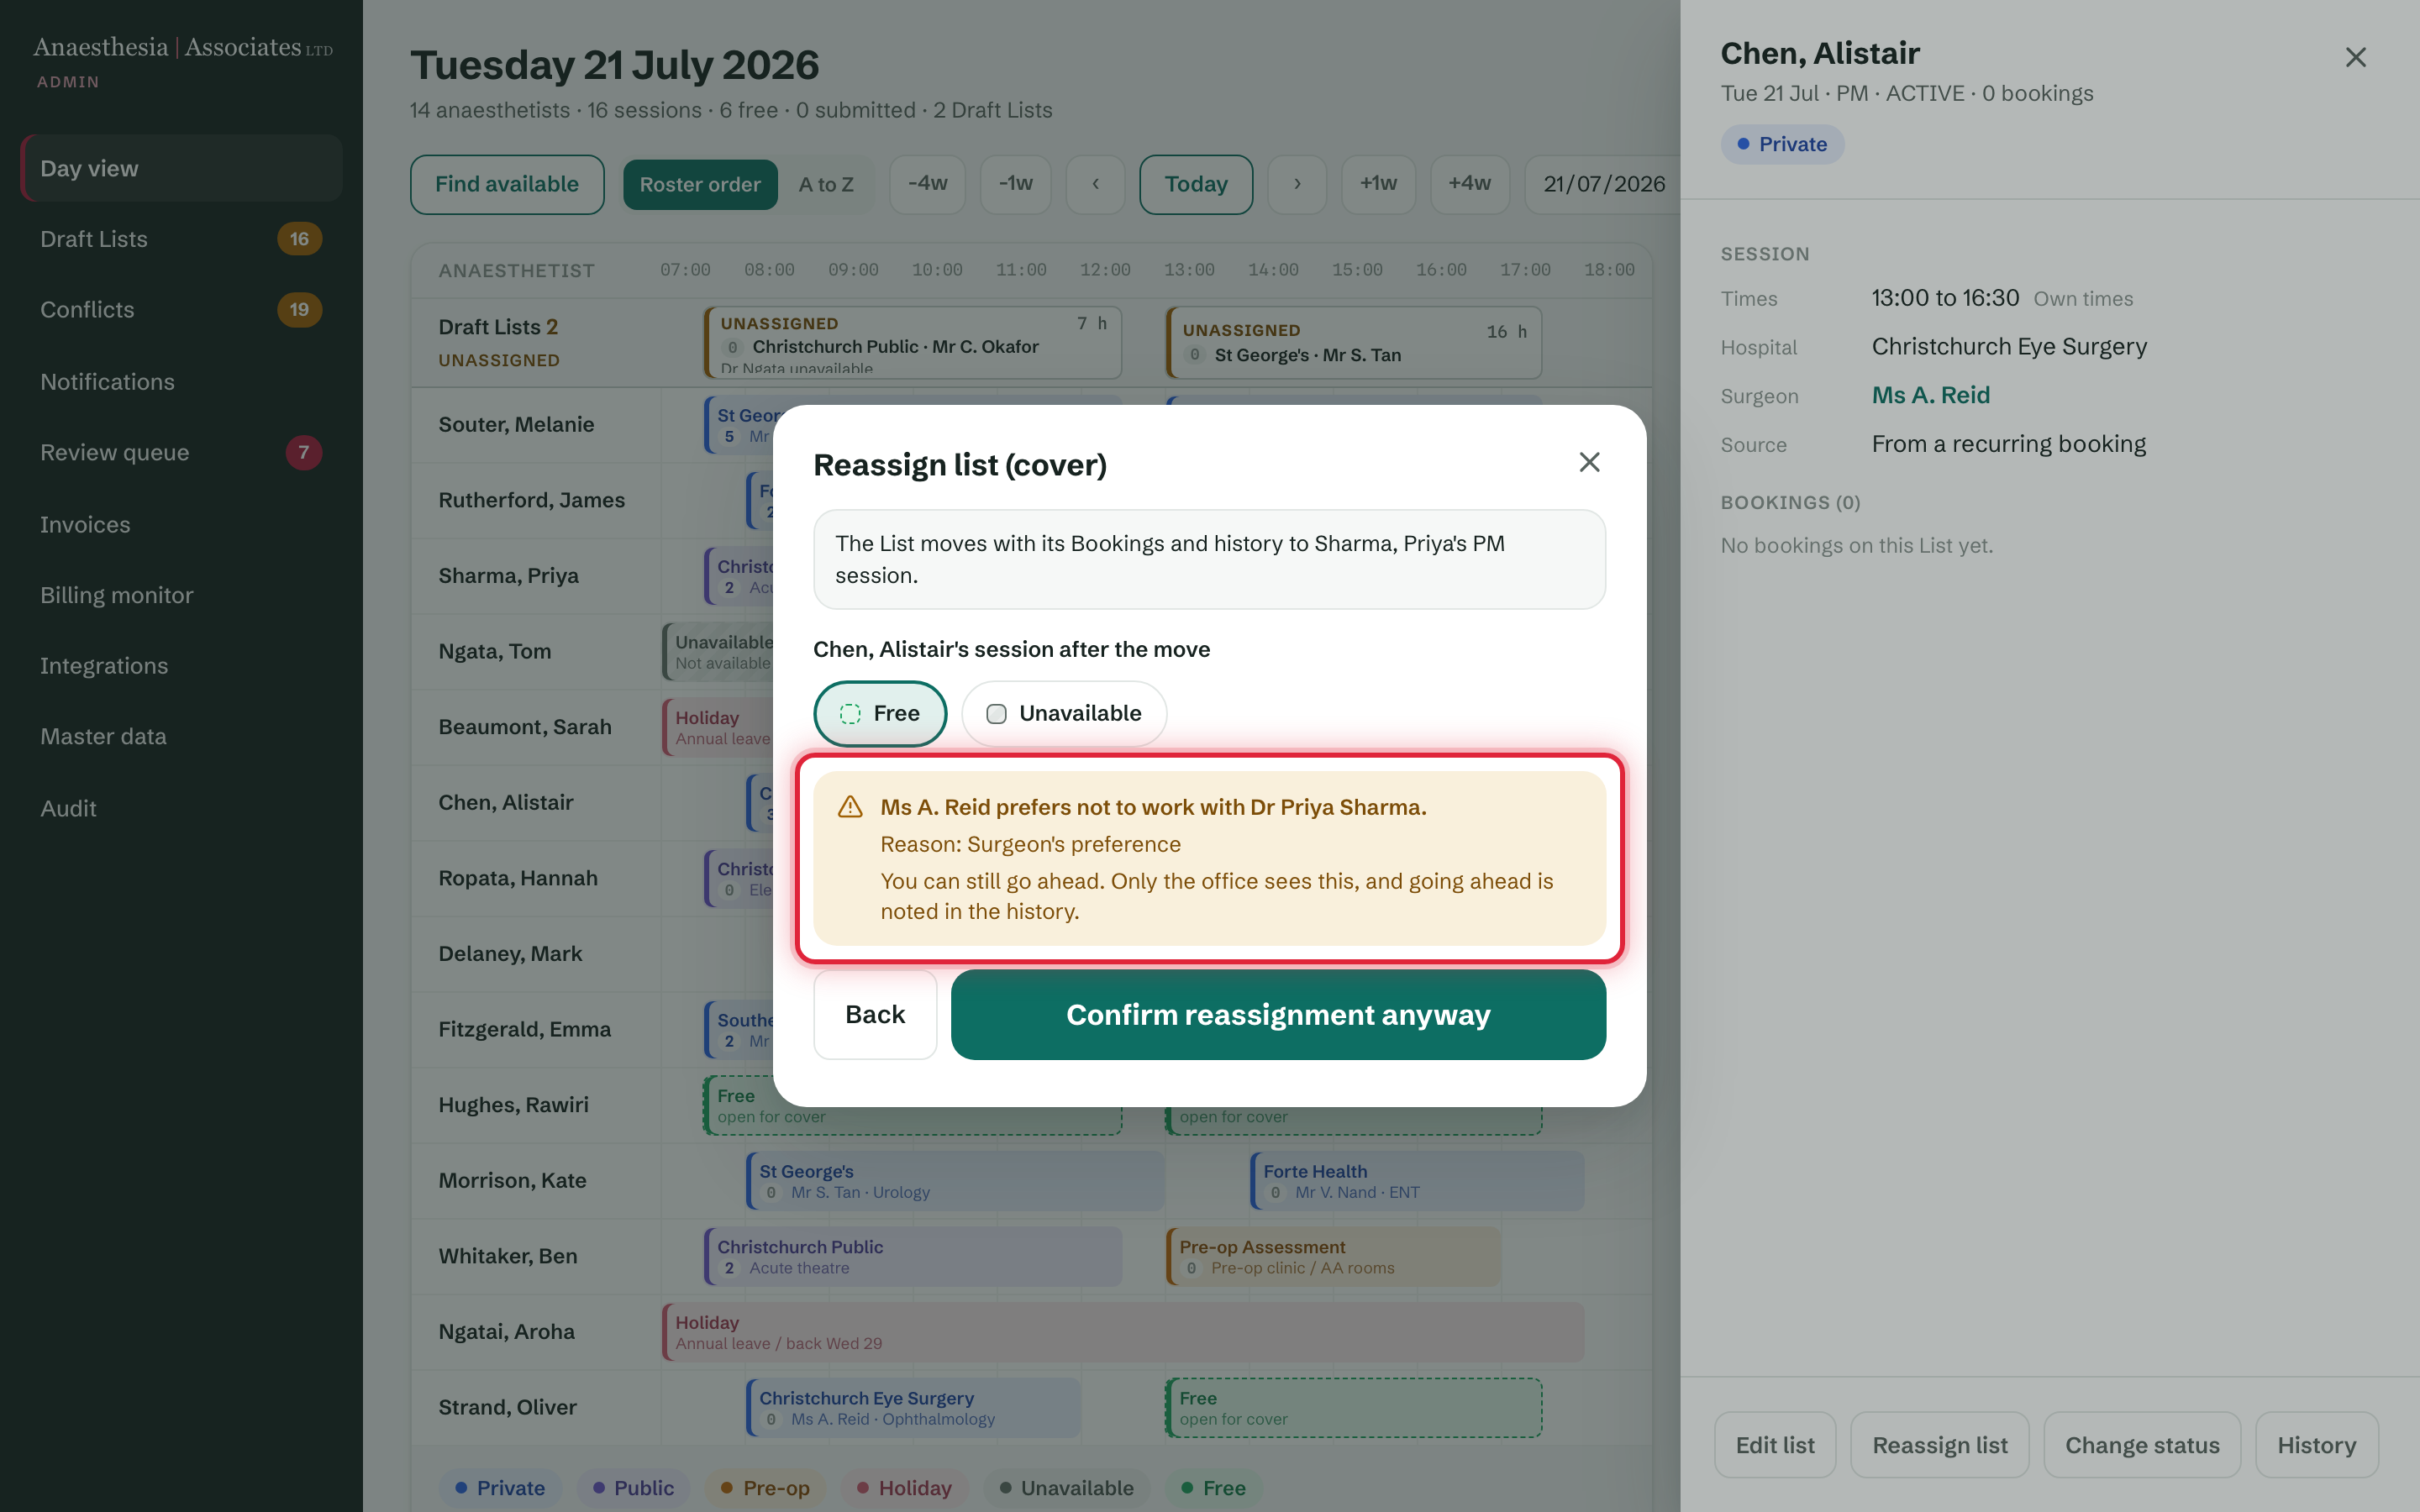 Anaesthesia | Associates LTD
ADMIN
Day view
Draft Lists 16
Conflicts 19
Notifications
Review queue 7
Invoices
Billing monitor
Integrations
Master data
Audit
Tuesday 21 July 2026
14 anaesthetists · 16 sessions · 6 free · 0 submitted · 2 Draft Lists
Find available Roster order A to Z -4w -1w ‹ Today › +1w +4w 21/07/2026
ANAESTHETIST 07:00 08:00 09:00 10:00 11:00 12:00 13:00 14:00 15:00 16:00 17:00 18:00
Draft Lists 2
UNASSIGNED
UNASSIGNED 7 h
0 Christchurch Public · Mr C. Okafor
Dr Ngata unavailable
UNASSIGNED 16 h
0 St George's · Mr S. Tan
Souter, Melanie
5 Mr
Rutherford, James
Sharma, Priya
2
Ngata, Tom
Unavailable
Not available
Beaumont, Sarah
Holiday
Annual leave
Chen, Alistair
Ropata, Hannah
0
Delaney, Mark
Fitzgerald, Emma
2 Mr
Hughes, Rawiri
Free
open for cover
open for cover
Morrison, Kate
St George's
0 Mr S. Tan · Urology
Forte Health
0 Mr V. Nand · ENT
Whitaker, Ben
Christchurch Public
2 Acute theatre
Pre-op Assessment
0 Pre-op clinic / AA rooms
Ngatai, Aroha
Holiday
Annual leave / back Wed 29
Strand, Oliver
Christchurch Eye Surgery
0 Ms A. Reid · Ophthalmology
Free
open for cover
Private Public Pre-op Holiday Unavailable Free
Reassign list (cover)
The List moves with its Bookings and history to Sharma, Priya's PM
session.
Chen, Alistair's session after the move
Free Unavailable
Ms A. Reid prefers not to work with Dr Priya Sharma.
Reason: Surgeon's preference
You can still go ahead. Only the office sees this, and going ahead is
noted in the history.
Back Confirm reassignment anyway
Chen, Alistair
Tue 21 Jul · PM · ACTIVE · 0 bookings
Private
SESSION
Times 13:00 to 16:30 Own times
Hospital Christchurch Eye Surgery
Surgeon Ms A. Reid
Source From a recurring booking
BOOKINGS (0)
No bookings on this List yet.
Edit list Reassign list Change status History